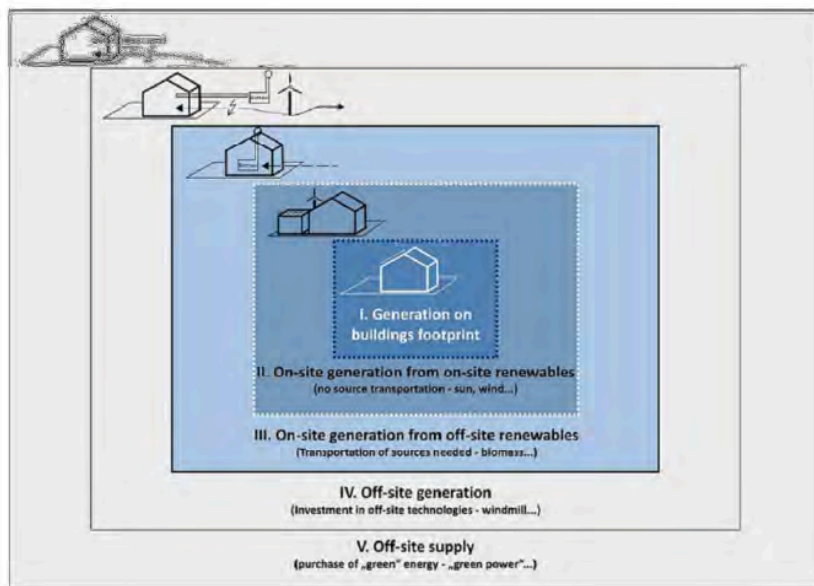 I. Generation on
buildings footprint
II. On-site generation from on-site renewables
(no source transportation - sun, wind...)
III. On-site generation from off-site renewables
(Transportation of sources needed - biomass...)
IV. Off-site generation
(Investment in off-site technologies - windmill...)
V. Off-site supply
(purchase of „green" energy - „green power"...)